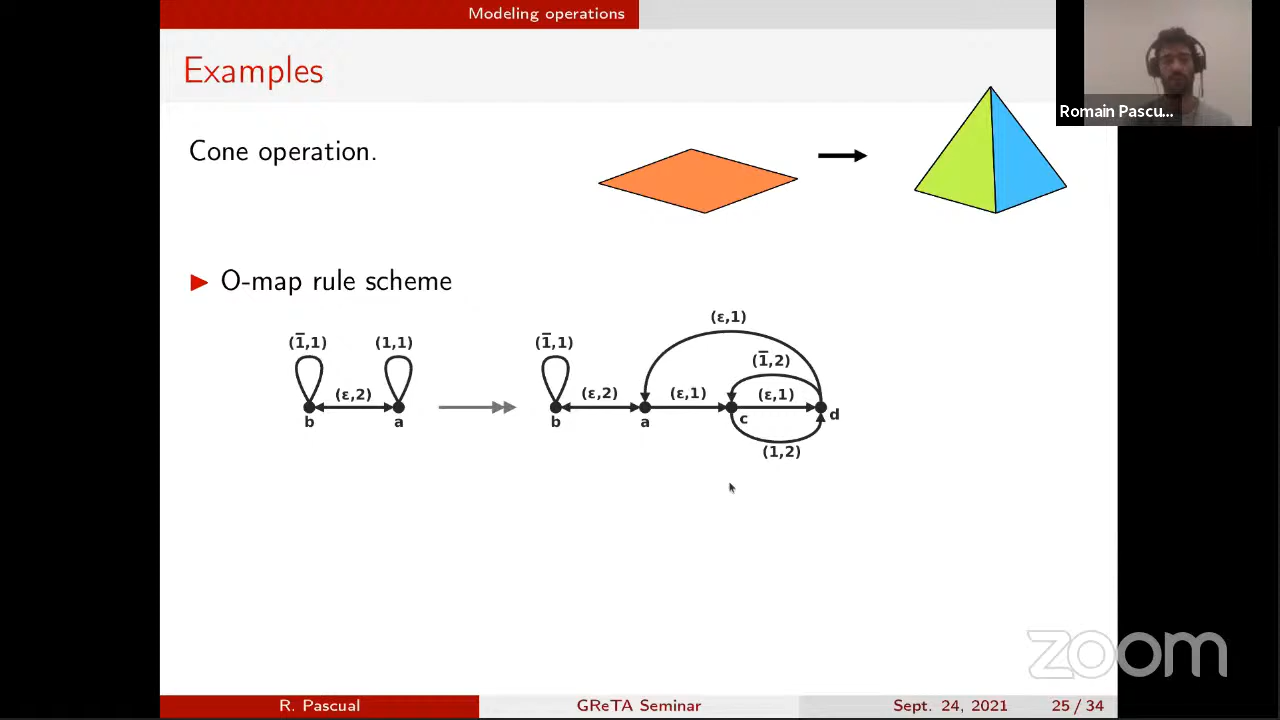 Modeling operations
Examples
Romain Pascu...
Cone operation.
O-map rule scheme
(ε,1)
(1̅,1) (1,1) (1̅,1) (1̅,2)
(ε,2) (ε,2) (ε,1) (ε,1)
b a b a c d
(1,2)
zoom
R. Pascual GReTA Seminar Sept. 24, 2021 25 / 34